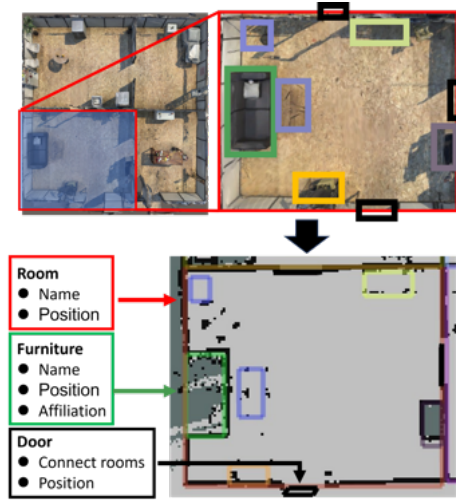 Room
● Name
● Position
Furniture
● Name
● Position
● Affiliation
Door
● Connect rooms
● Position